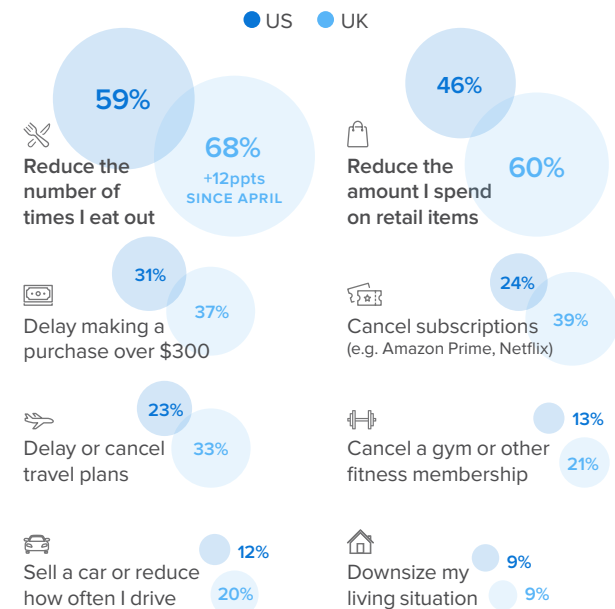 US UK
59%
68%
+12ppts
SINCE APRIL
Reduce the
number of
times I eat out
46%
60%
Reduce the
amount I spend
on retail items
31%
37%
Delay making a
purchase over $300
24%
39%
Cancel subscriptions
(e.g. Amazon Prime, Netflix)
23%
33%
Delay or cancel
travel plans
13%
21%
Cancel a gym or other
fitness membership
12%
20%
Sell a car or reduce
how often I drive
9%
9%
Downsize my
living situation